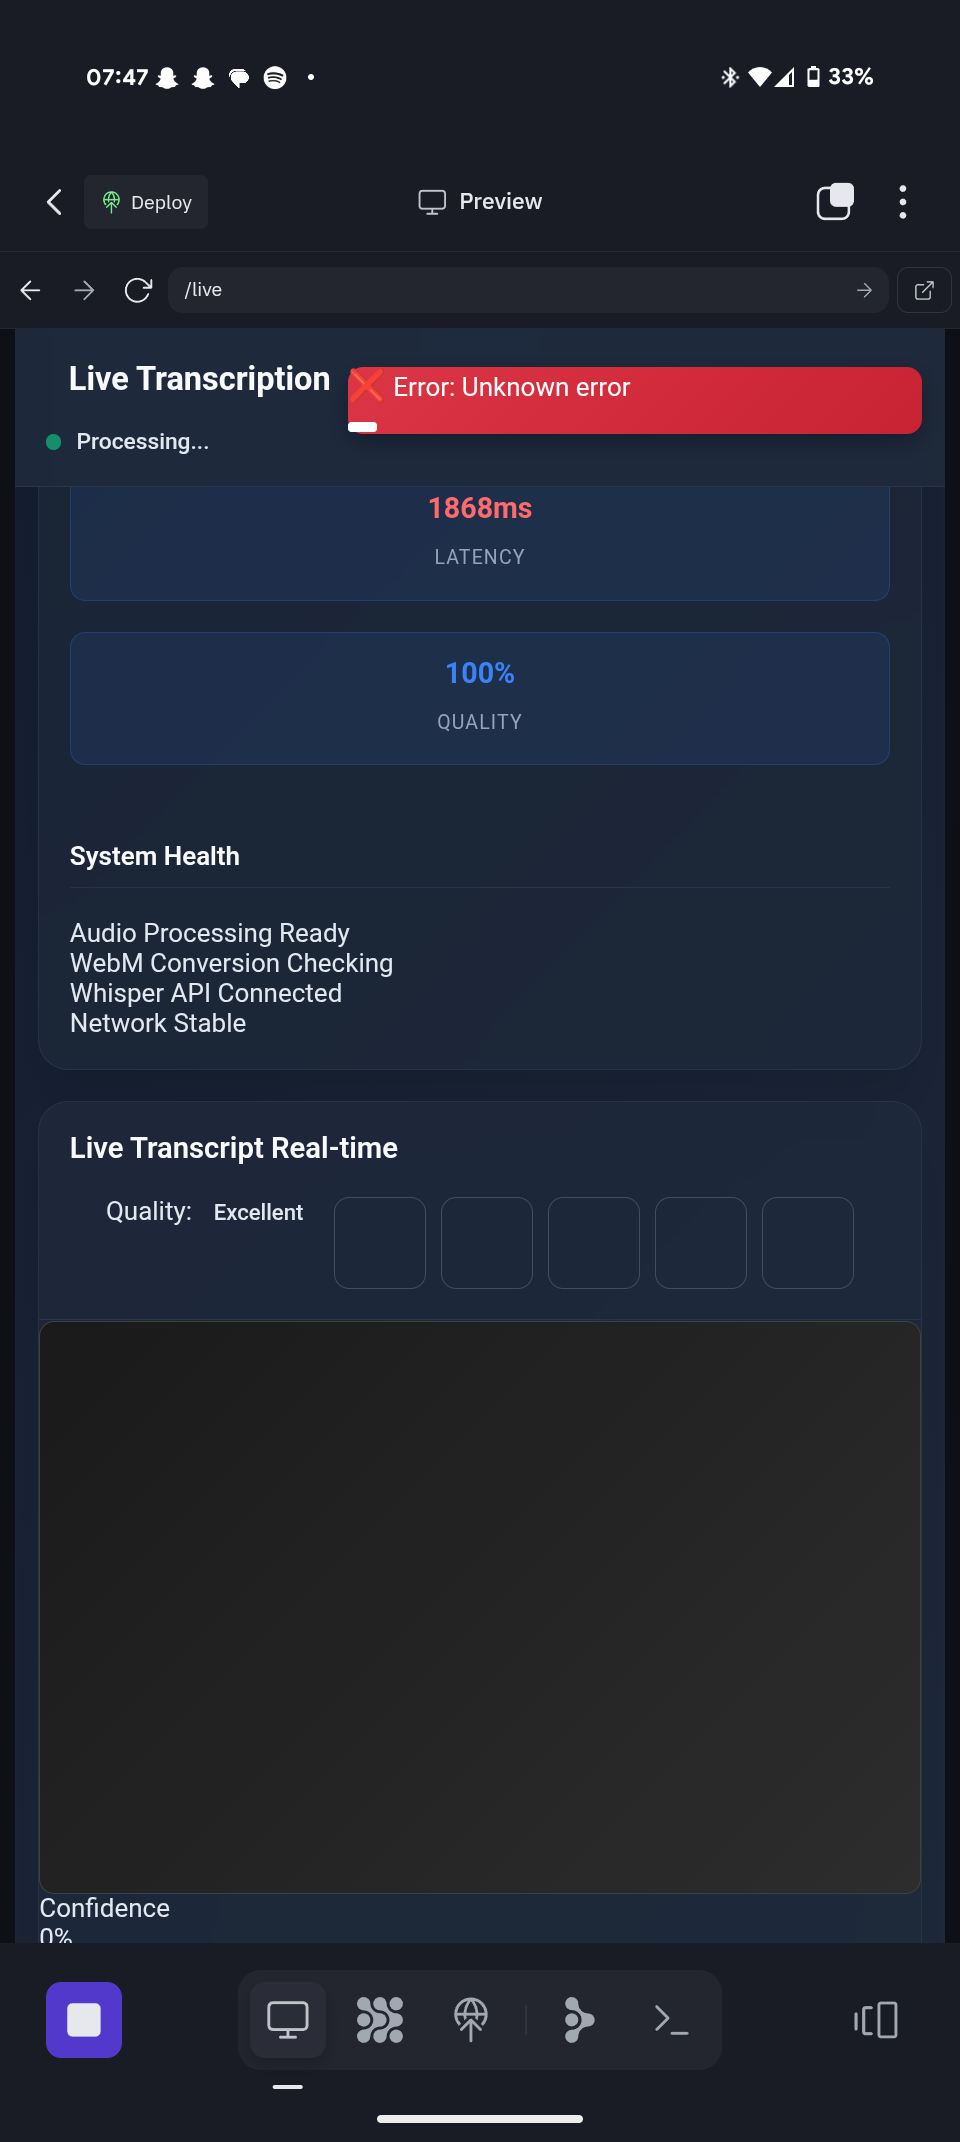 07:47
33%
Deploy
Preview
/live
Live Transcription
❌ Error: Unknown error
Processing...
1868ms
LATENCY
100%
QUALITY
System Health
Audio Processing Ready
WebM Conversion Checking
Whisper API Connected
Network Stable
Live Transcript Real-time
Quality: Excellent
Confidence
0%